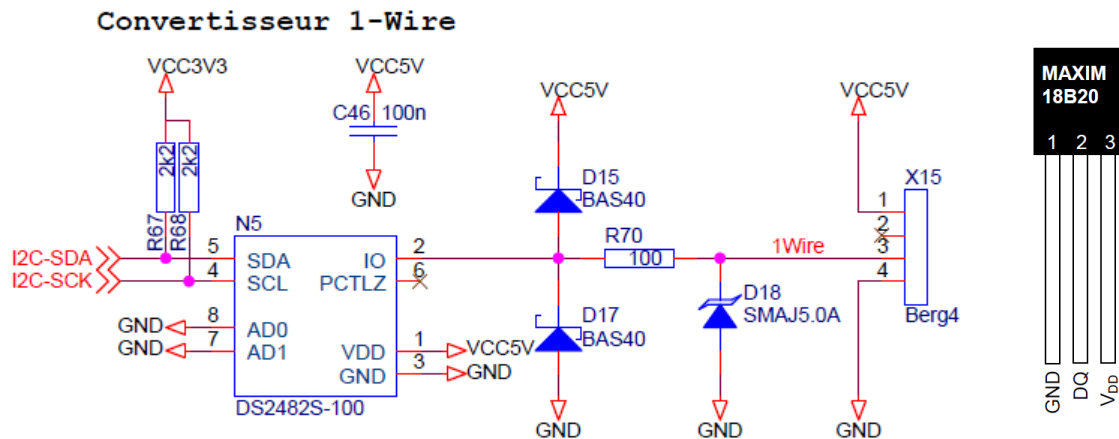 Convertisseur 1-Wire
VCC3V3
VCC5V
C46 100n
GND
2k2
2k2
R67
R68
I2C-SDA
I2C-SCK
N5
5 SDA
4 SCL
8 AD0
7 AD1
GND
GND
IO 2
PCTLZ 6
VDD 1
GND 3
VCC5V
GND
DS2482S-100
VCC5V
D15
BAS40
R70
100
D17
BAS40
GND
1Wire
D18
SMAJ5.0A
GND
VCC5V
X15
1
2
3
4
Berg4
GND
MAXIM
18B20
1 2 3
GND
DQ
VDD